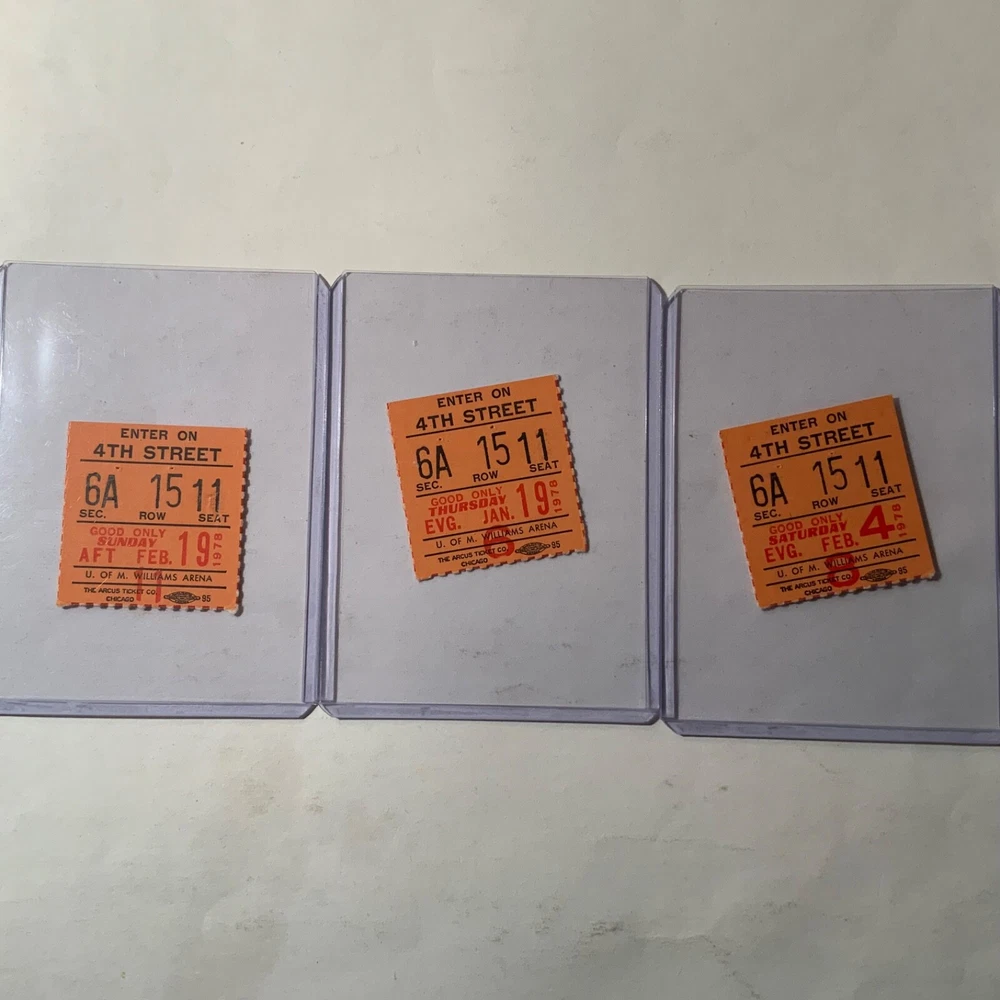 ENTER ON
4TH STREET
6A 15 11
SEC. ROW SEAT
GOOD ONLY
SUNDAY
AFT FEB. 19 1978
11
U. OF M. WILLIAMS ARENA
THE ARCUS TICKET CO. 95
CHICAGO
ENTER ON
4TH STREET
6A 15 11
SEC. ROW SEAT
GOOD ONLY
THURSDAY
EVG. JAN. 19 1978
U. OF M. WILLIAMS ARENA
THE ARCUS TICKET CO. 95
CHICAGO
ENTER ON
4TH STREET
6A 15 11
SEC. ROW SEAT
GOOD ONLY
SATURDAY
EVG. FEB. 4 1978
U. OF M. WILLIAMS ARENA
THE ARCUS TICKET CO. 95
CHICAGO